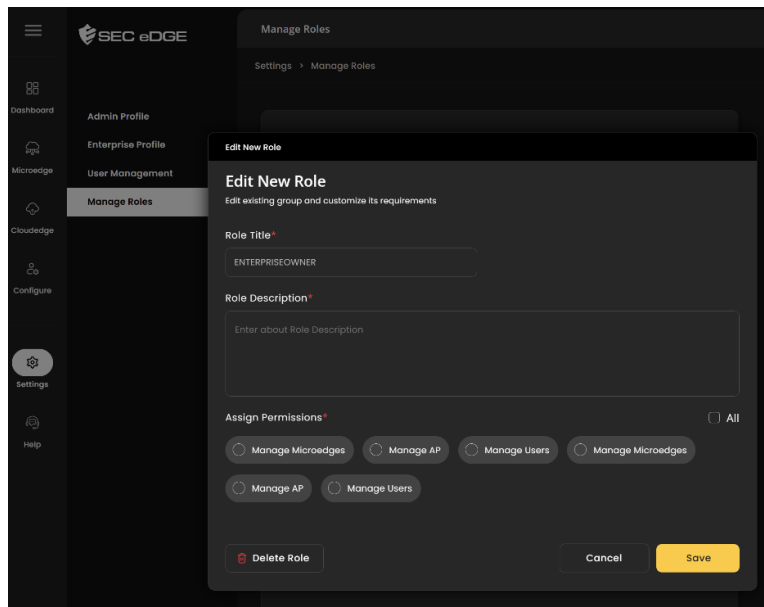 SEC eDGE
Manage Roles
Settings > Manage Roles
Dashboard
Microedge
Cloudedge
Configure
Settings
Help
Admin Profile
Enterprise Profile
User Management
Manage Roles
Edit New Role
Edit New Role
Edit existing group and customize its requirements
Role Title*
ENTERPRISEOWNER
Role Description*
Enter about Role Description
Assign Permissions* All
Manage Microedges Manage AP Manage Users Manage Microedges
Manage AP Manage Users
Delete Role Cancel Save